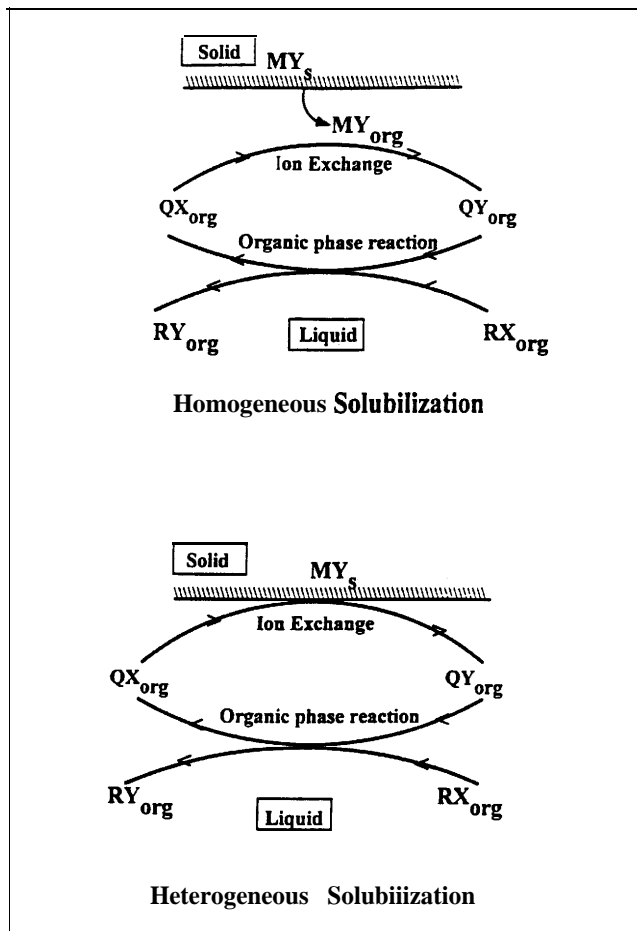 Solid
MYs
MYorg
Ion Exchange
QXorg QYorg
Organic phase reaction
RYorg Liquid RXorg
Homogeneous Solubilization
Solid
MYs
Ion Exchange
QXorg QYorg
Organic phase reaction
RYorg RXorg
Liquid
Heterogeneous Solubiiization